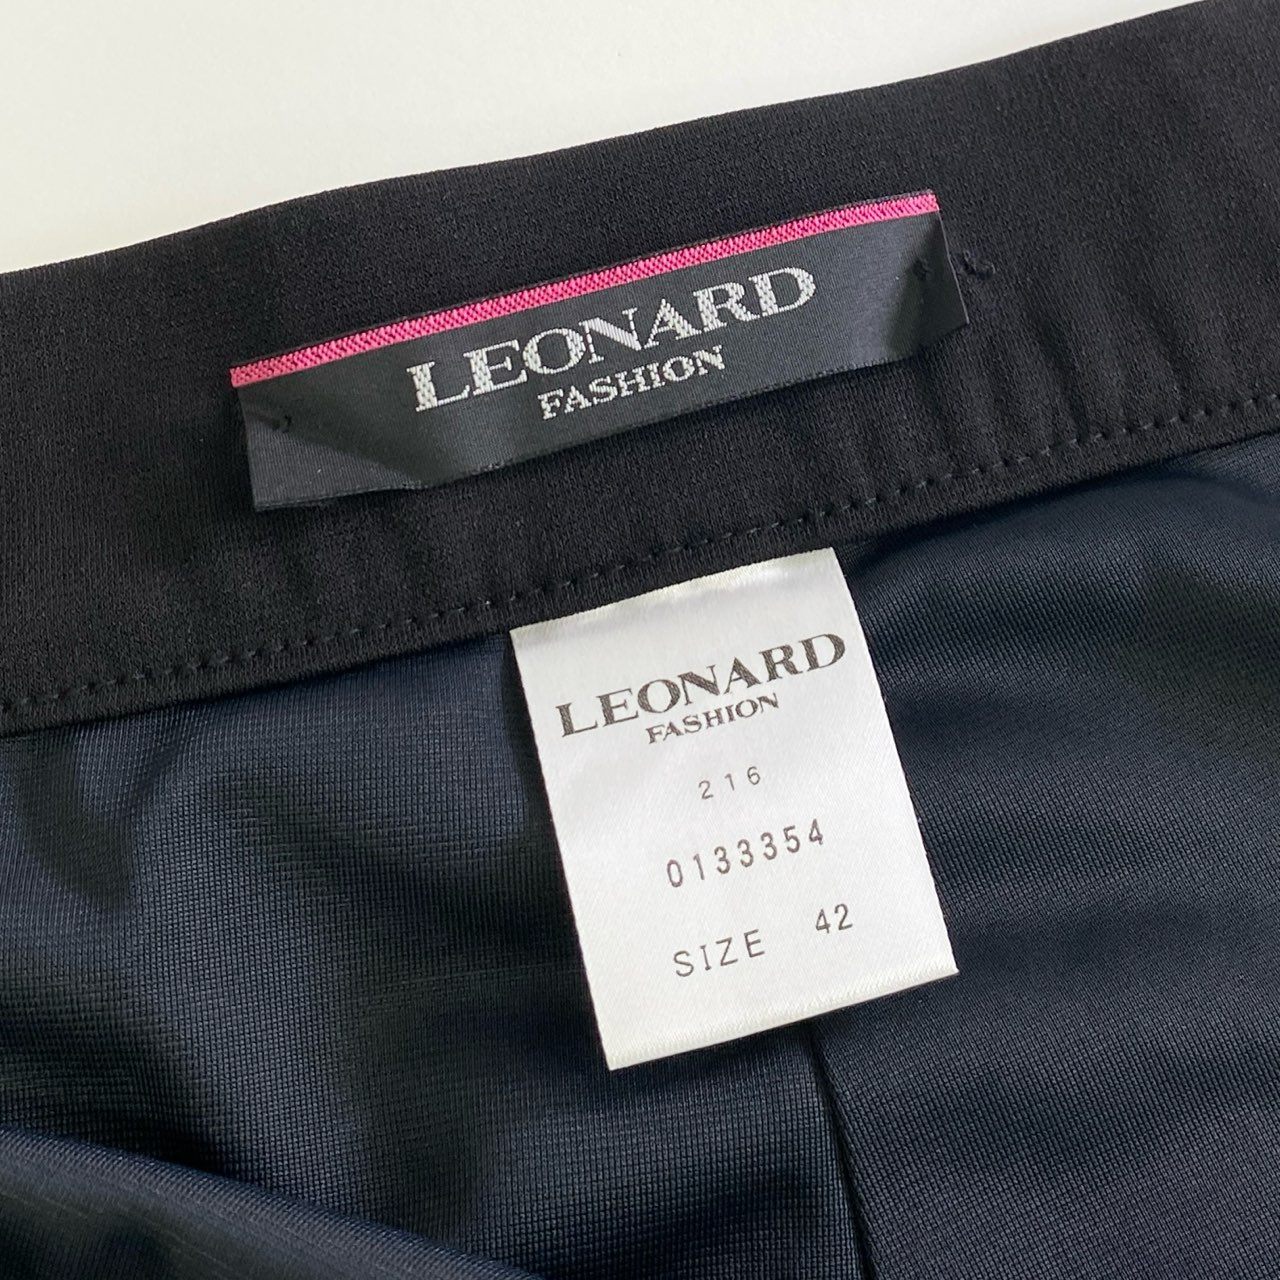 LEONARD
FASHION
LEONARD
FASHION
216
0133354
SIZE 42